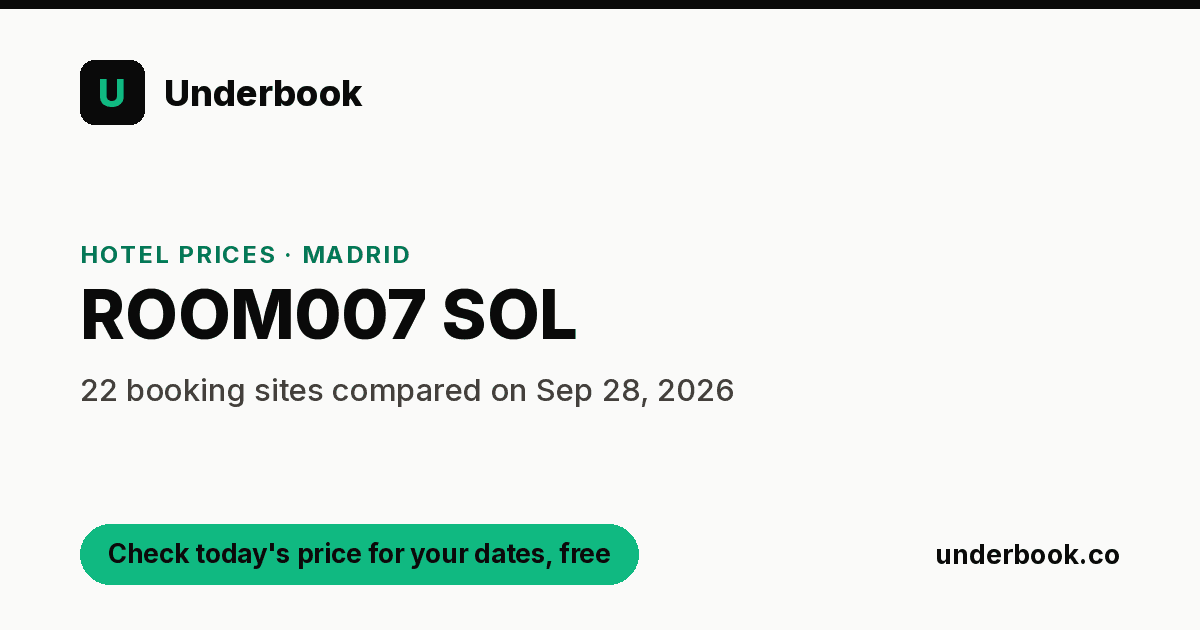 U
Underbook
HOTEL PRICES · MADRID
ROOM007 SOL
22 booking sites compared on Sep 28, 2026
Check today's price for your dates, free
underbook.co